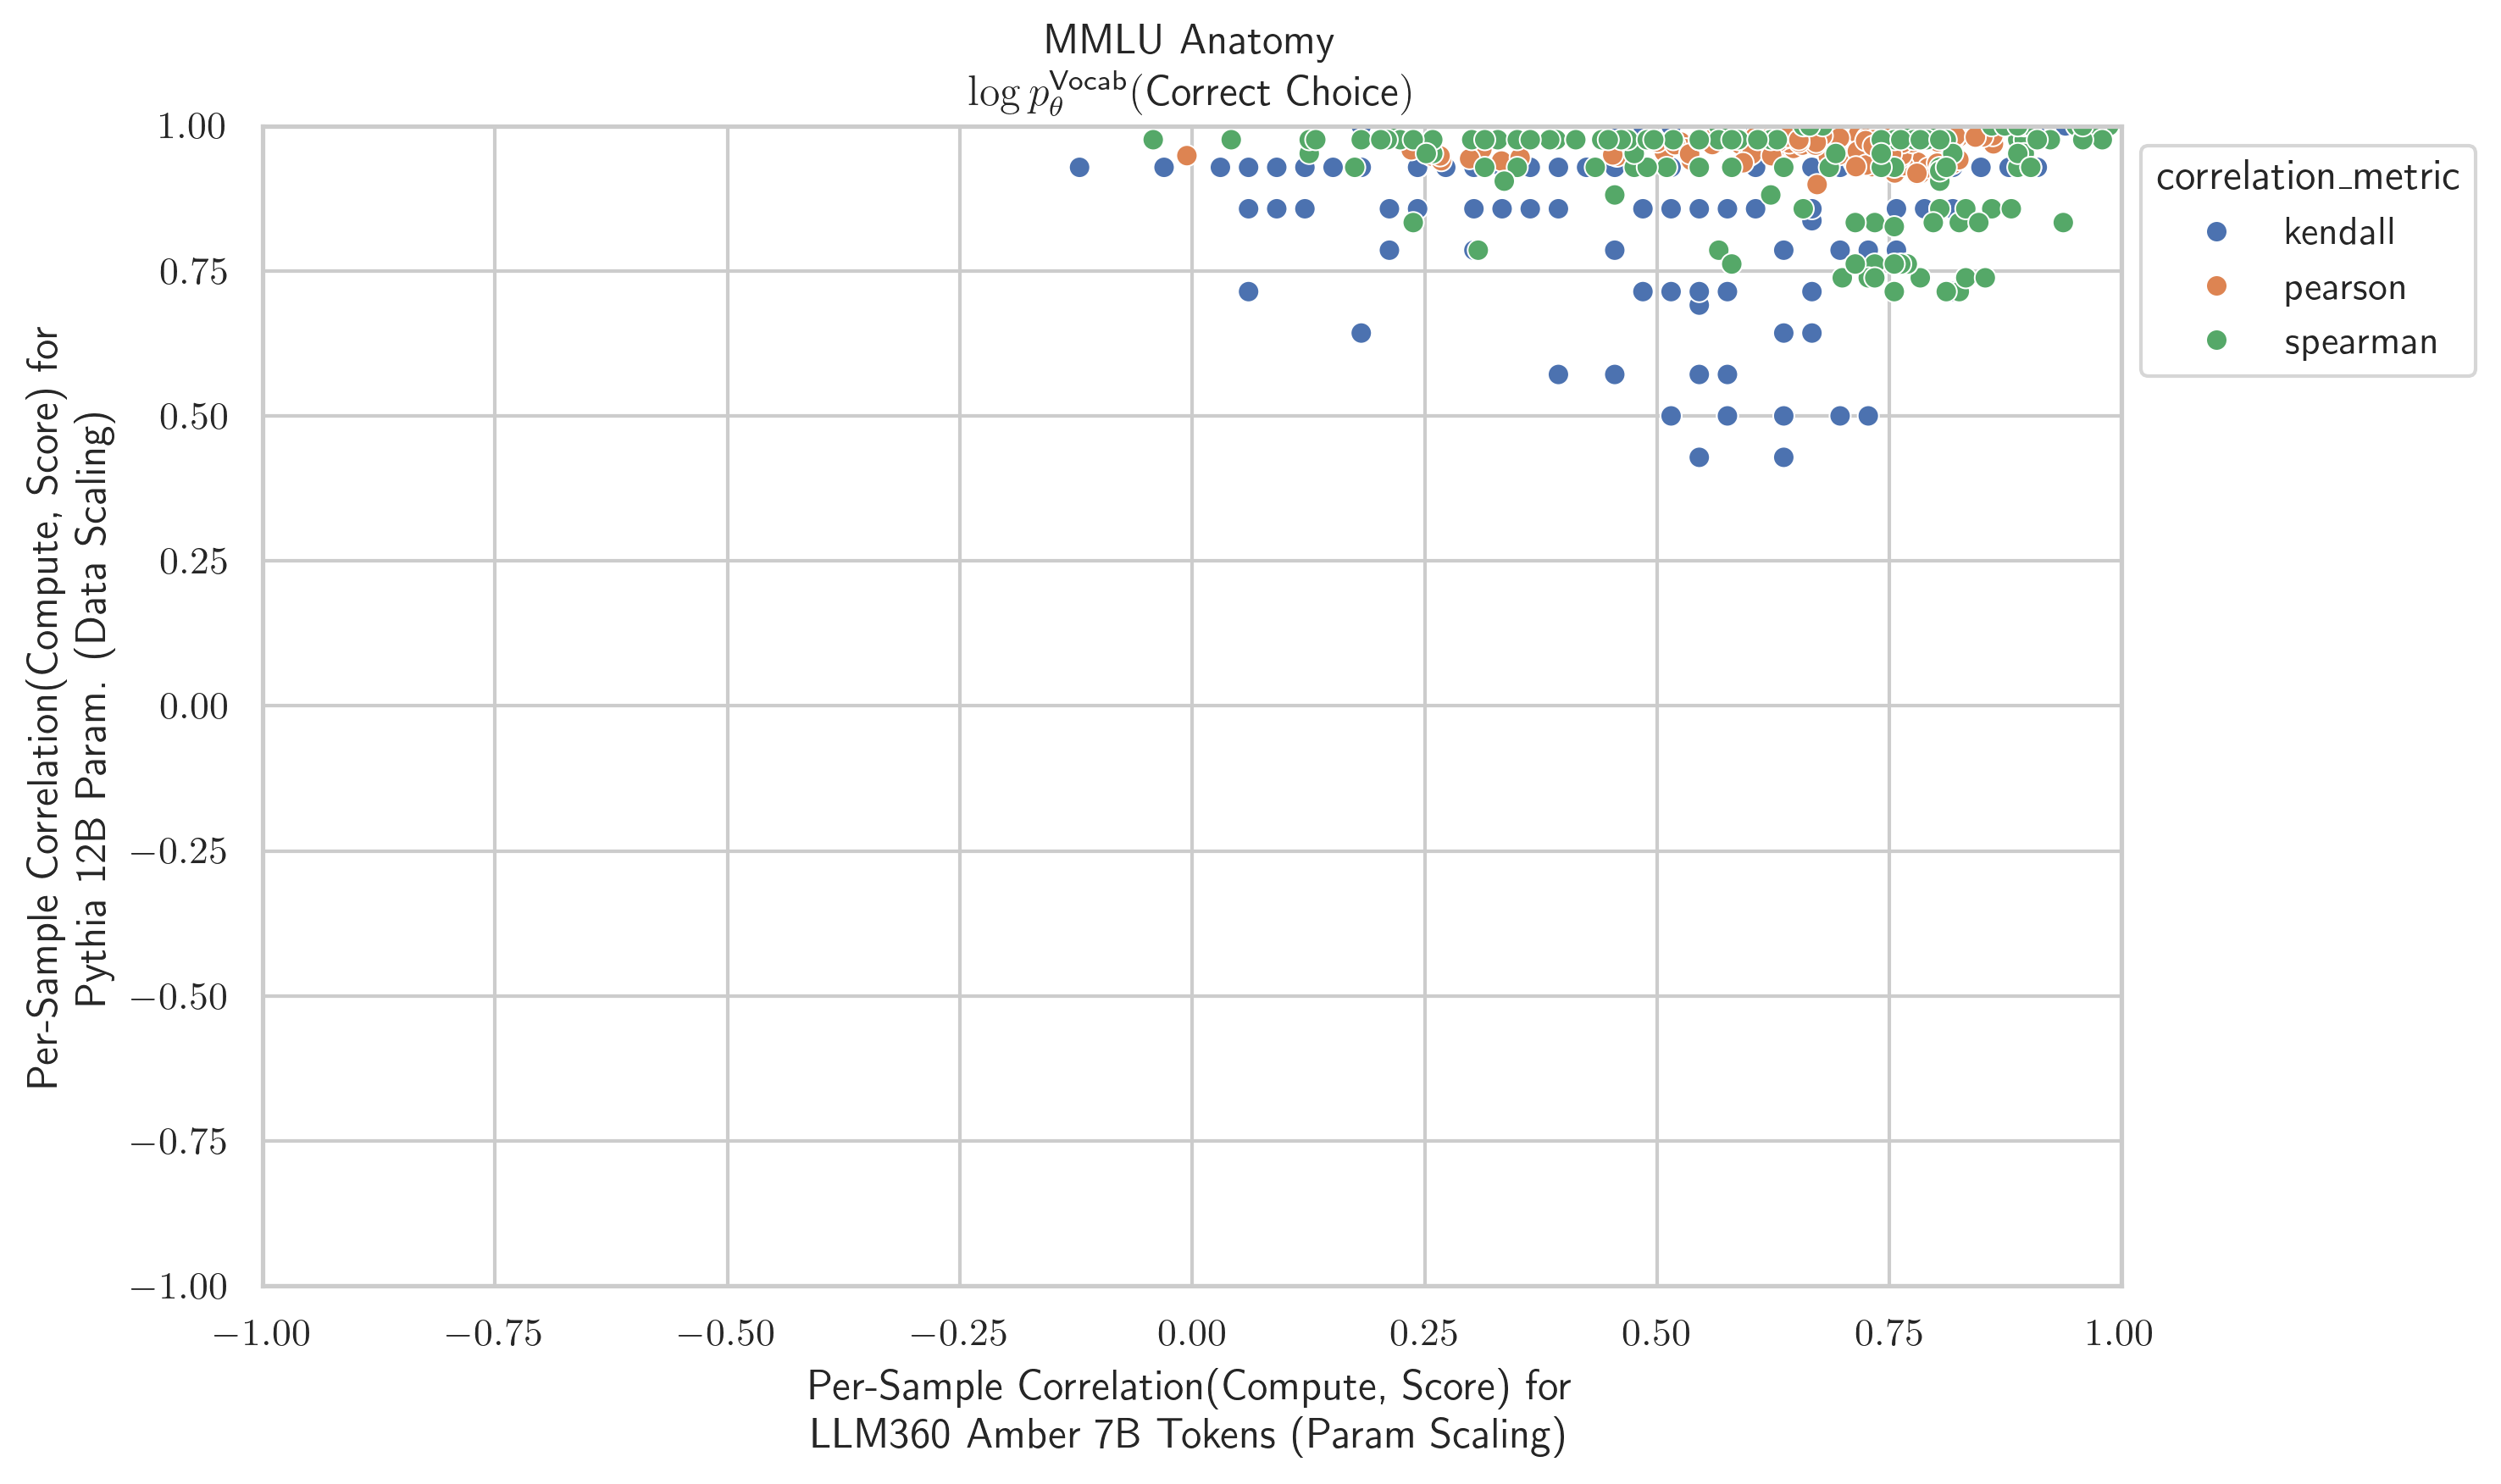 MMLU Anatomy
log p_θ^Vocab(Correct Choice)
Per-Sample Correlation(Compute, Score) for
Pythia 12B Param. (Data Scaling)
1.00
0.75
0.50
0.25
0.00
−0.25
−0.50
−0.75
−1.00
−1.00 −0.75 −0.50 −0.25 0.00 0.25 0.50 0.75 1.00
Per-Sample Correlation(Compute, Score) for
LLM360 Amber 7B Tokens (Param Scaling)
correlation_metric
kendall
pearson
spearman